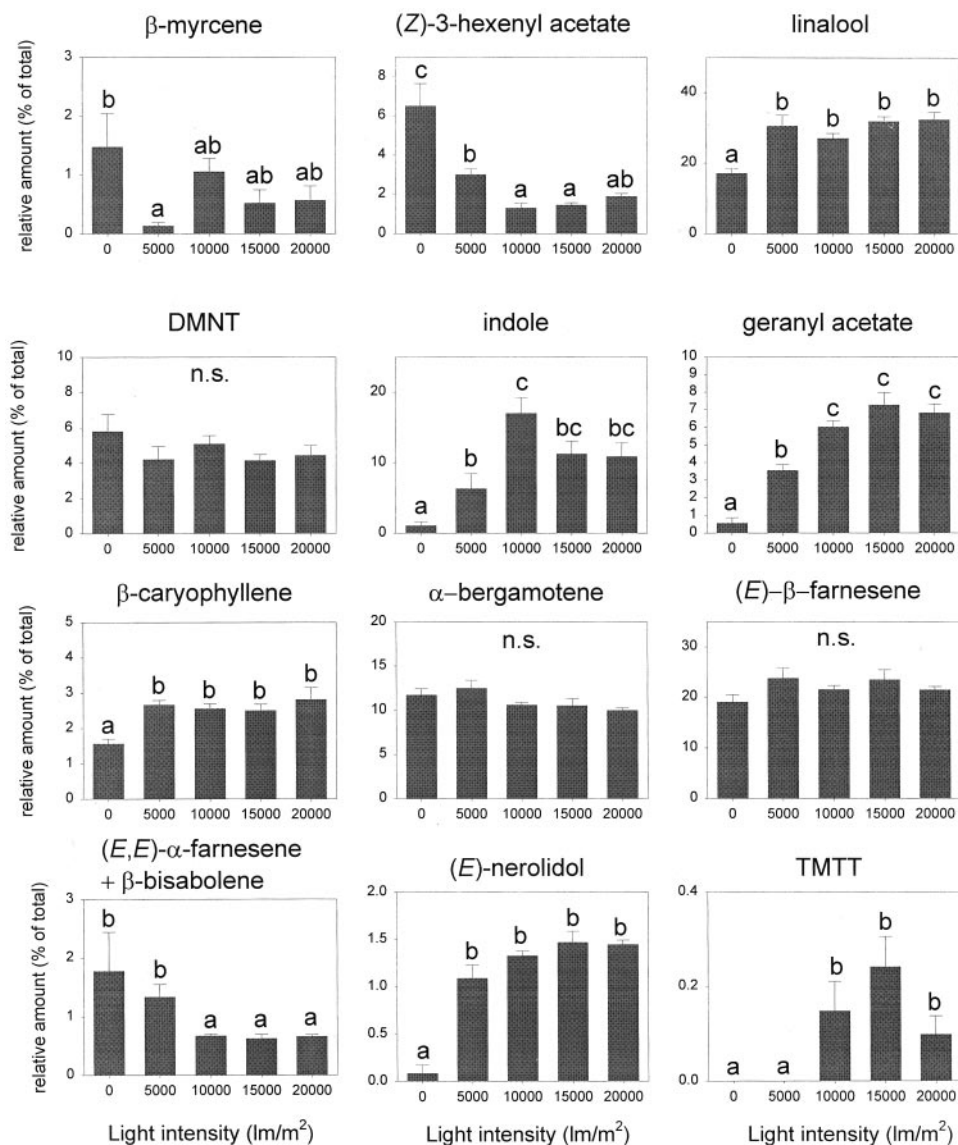 β-myrcene
(Z)-3-hexenyl acetate
linalool
relative amount (% of total)
3
2
1
0
b
a
ab
ab
ab
0 5000 10000 15000 20000
8
6
4
2
0
c
b
a
a
ab
0 5000 10000 15000 20000
40
20
0
a
b
b
b
b
0 5000 10000 15000 20000
DMNT
indole
geranyl acetate
relative amount (% of total)
10
8
6
4
2
0
n.s.
0 5000 10000 15000 20000
20
10
0
a
b
c
bc
bc
0 5000 10000 15000 20000
10
9
8
7
6
5
4
3
2
1
0
a
b
c
c
c
0 5000 10000 15000 20000
β-caryophyllene
α–bergamotene
(E)–β–farnesene
relative amount (% of total)
5
4
3
2
1
0
a
b
b
b
b
0 5000 10000 15000 20000
20
15
10
5
0
n.s.
0 5000 10000 15000 20000
30
20
10
0
n.s.
0 5000 10000 15000 20000
(E,E)-α-farnesene
+ β-bisabolene
(E)-nerolidol
TMTT
relative amount (% of total)
3
2
1
0
b
b
a
a
a
0 5000 10000 15000 20000
2.0
1.5
1.0
0.5
0.0
a
b
b
b
b
0 5000 10000 15000 20000
0.4
0.2
0.0
a
a
b
b
b
0 5000 10000 15000 20000
Light intensity (lm/m²)
Light intensity (lm/m²)
Light intensity (lm/m²)